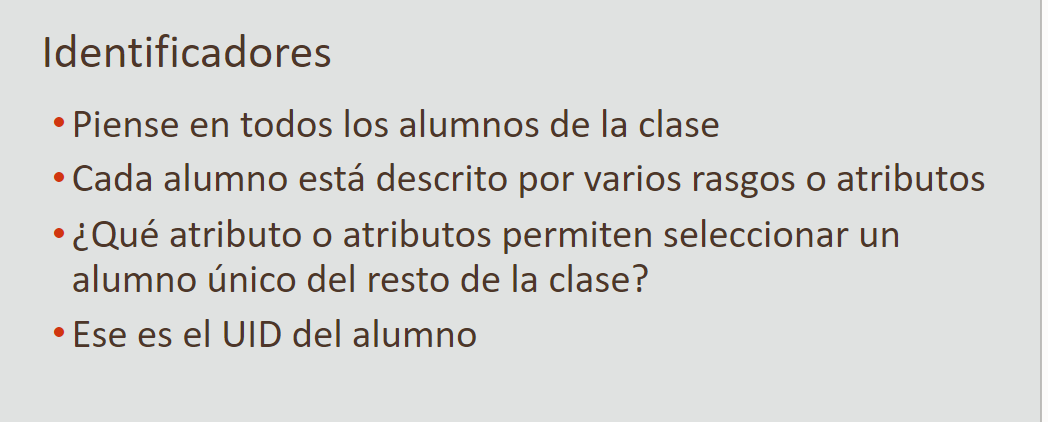 Identificadores
• Piense en todos los alumnos de la clase
• Cada alumno está descrito por varios rasgos o atributos
• ¿Qué atributo o atributos permiten seleccionar un
alumno único del resto de la clase?
• Ese es el UID del alumno